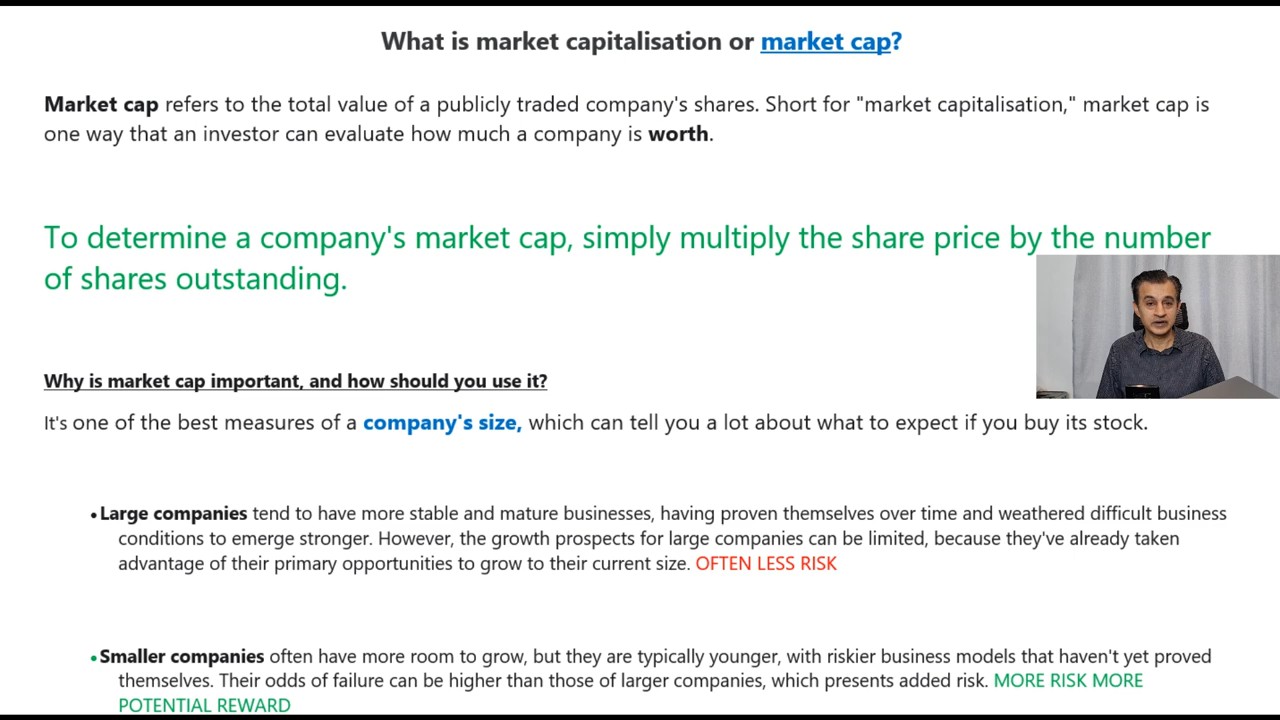 What is market capitalisation or market cap?
Market cap refers to the total value of a publicly traded company's shares. Short for "market capitalisation," market cap is
one way that an investor can evaluate how much a company is worth.
To determine a company's market cap, simply multiply the share price by the number
of shares outstanding.
Why is market cap important, and how should you use it?
It's one of the best measures of a company's size, which can tell you a lot about what to expect if you buy its stock.
•Large companies tend to have more stable and mature businesses, having proven themselves over time and weathered difficult business
conditions to emerge stronger. However, the growth prospects for large companies can be limited, because they've already taken
advantage of their primary opportunities to grow to their current size. OFTEN LESS RISK
•Smaller companies often have more room to grow, but they are typically younger, with riskier business models that haven't yet proved
themselves. Their odds of failure can be higher than those of larger companies, which presents added risk. MORE RISK MORE
POTENTIAL REWARD